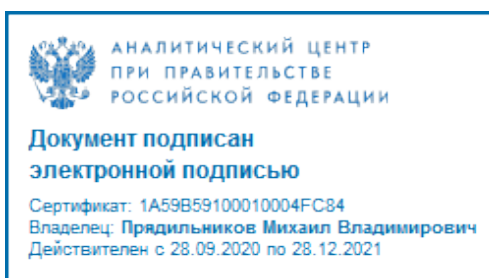 АНАЛИТИЧЕСКИЙ ЦЕНТР
ПРИ ПРАВИТЕЛЬСТВЕ
РОССИЙСКОЙ ФЕДЕРАЦИИ
Документ подписан
электронной подписью
Сертификат: 1A59B59100010004FC84
Владелец: Прядильников Михаил Владимирович
Действителен с 28.09.2020 по 28.12.2021